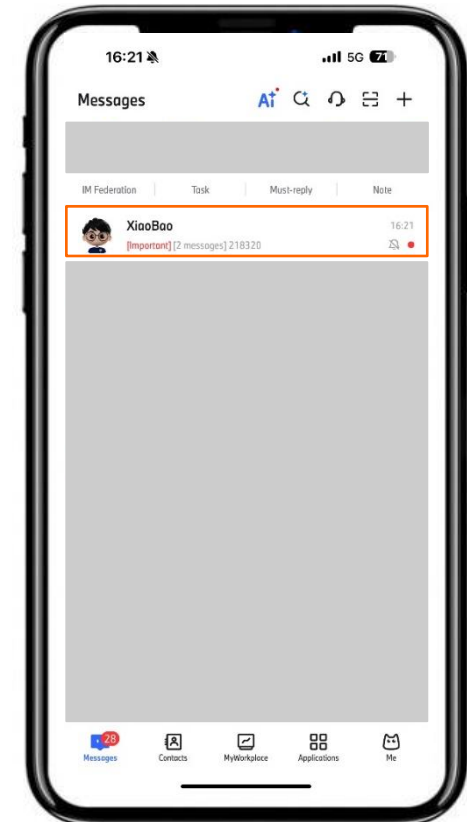 16:21 5G 71
Messages
IM Federation Task Must-reply Note
XiaoBao 16:21
[Important] [2 messages] 218320
28
Messages Contacts MyWorkplace Applications Me